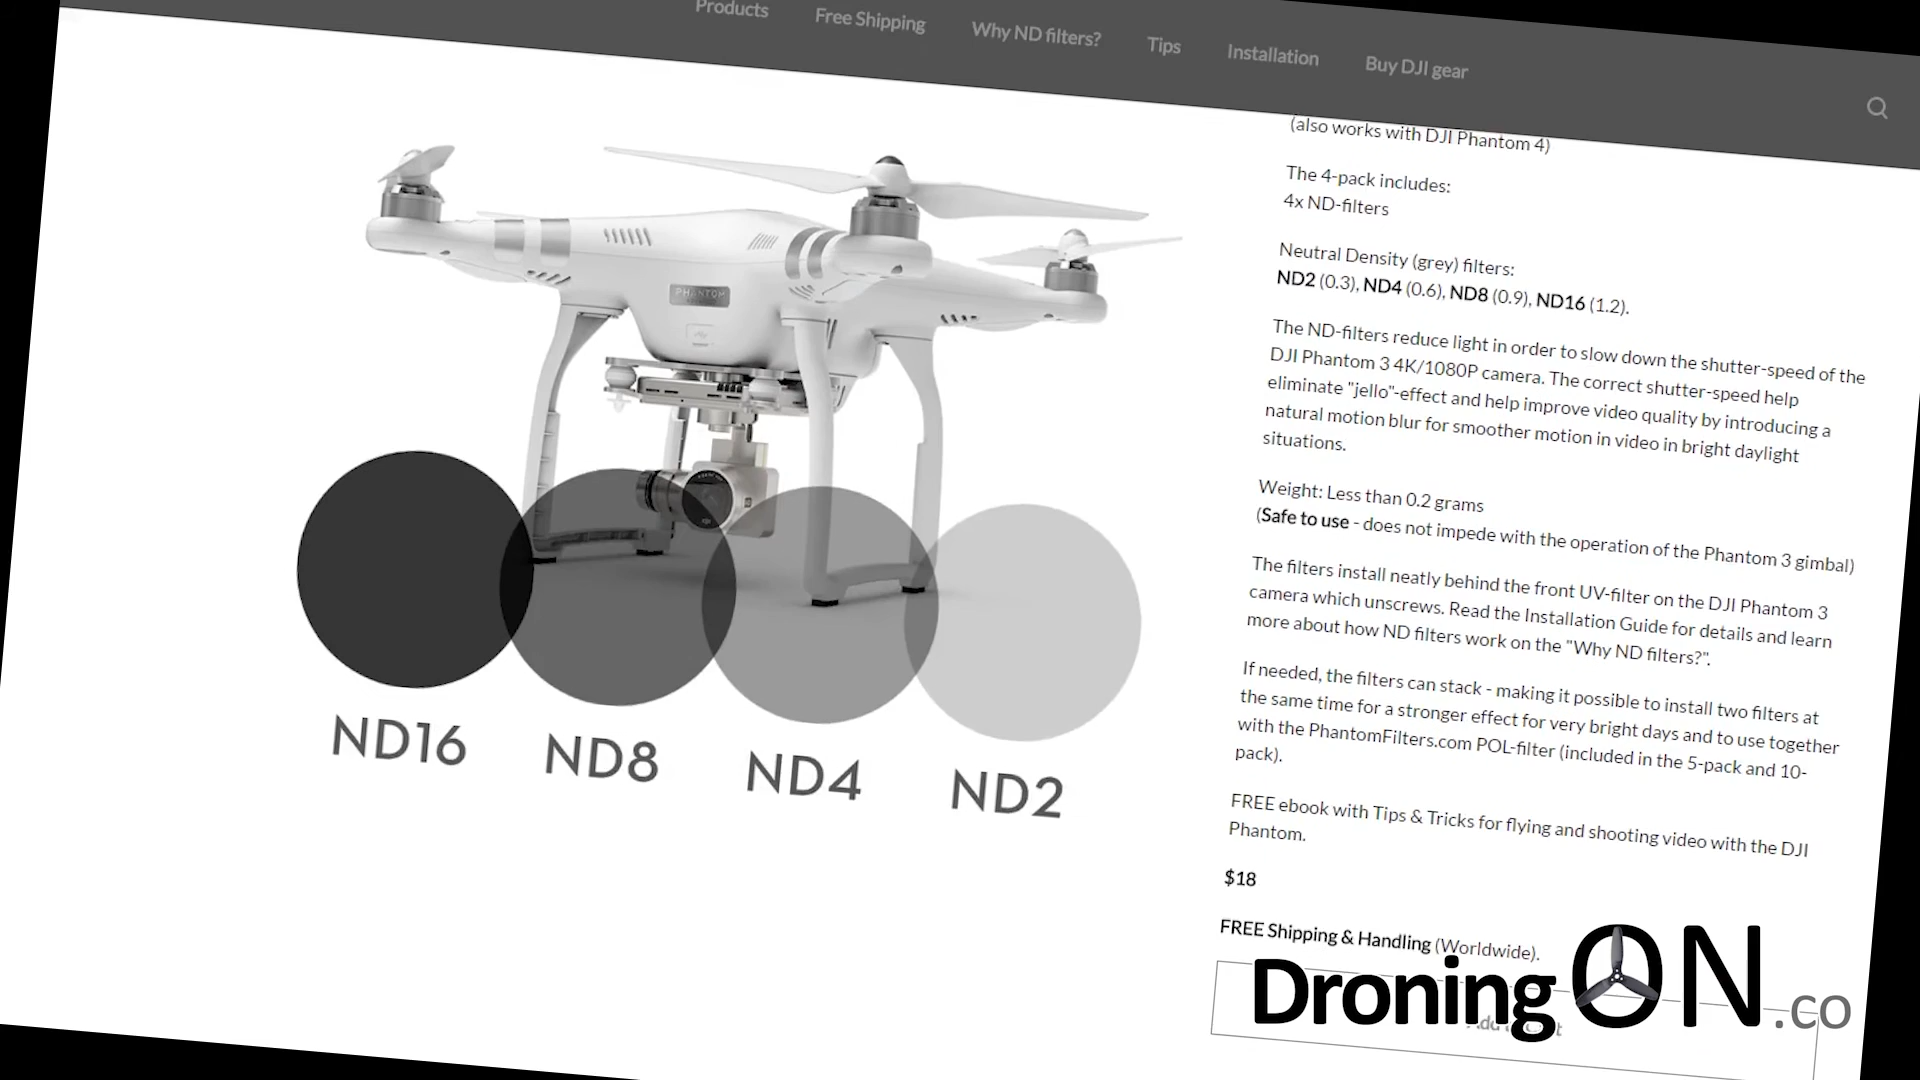 Products Free Shipping Why ND filters? Tips Installation Buy DJI gear
(also works with DJI Phantom 4)
The 4-pack includes:
4x ND-filters
Neutral Density (grey) filters:
ND2 (0.3), ND4 (0.6), ND8 (0.9), ND16 (1.2).
The ND-filters reduce light in order to slow down the shutter-speed of the
DJI Phantom 3 4K/1080P camera. The correct shutter-speed help
eliminate "jello"-effect and help improve video quality by introducing a
natural motion blur for smoother motion in video in bright daylight
situations.
Weight: Less than 0.2 grams
(Safe to use - does not impede with the operation of the Phantom 3 gimbal)
The filters install neatly behind the front UV-filter on the DJI Phantom 3
camera which unscrews. Read the Installation Guide for details and learn
more about how ND filters work on the "Why ND filters?".
If needed, the filters can stack - making it possible to install two filters at
the same time for a stronger effect for very bright days and to use together
with the PhantomFilters.com POL-filter (included in the 5-pack and 10-
pack).
FREE ebook with Tips & Tricks for flying and shooting video with the DJI
Phantom.
$18
FREE Shipping & Handling (Worldwide).
PHANTOM
ND16 ND8 ND4 ND2
DroningON.co